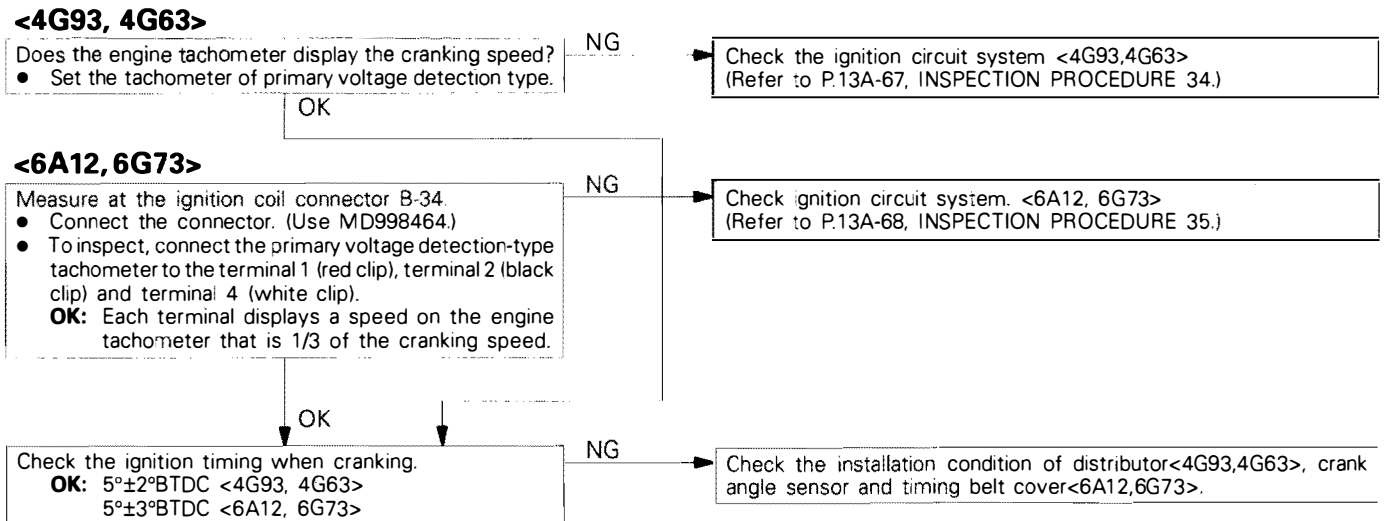 <4G93, 4G63>
Does the engine tachometer display the cranking speed?
● Set the tachometer of primary voltage detection type.
NG
Check the ignition circuit system <4G93,4G63>
(Refer to P.13A-67, INSPECTION PROCEDURE 34.)
OK
<6A12, 6G73>
Measure at the ignition coil connector B-34.
● Connect the connector. (Use MD998464.)
● To inspect, connect the primary voltage detection-type
tachometer to the terminal 1 (red clip), terminal 2 (black
clip) and terminal 4 (white clip).
OK: Each terminal displays a speed on the engine
tachometer that is 1/3 of the cranking speed.
NG
Check ignition circuit system. <6A12, 6G73>
(Refer to P.13A-68, INSPECTION PROCEDURE 35.)
OK
Check the ignition timing when cranking.
OK: 5°±2°BTDC <4G93, 4G63>
5°±3°BTDC <6A12, 6G73>
NG
Check the installation condition of distributor<4G93,4G63>, crank
angle sensor and timing belt cover<6A12,6G73>.